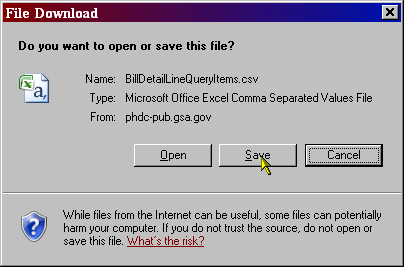 File Download
Do you want to open or save this file?
Name: BillDetailLineQueryItems.csv
Type: Microsoft Office Excel Comma Separated Values File
From: phdc-pub.gsa.gov
Open Save Cancel
While files from the Internet can be useful, some files can potentially
harm your computer. If you do not trust the source, do not open or
save this file. What's the risk?